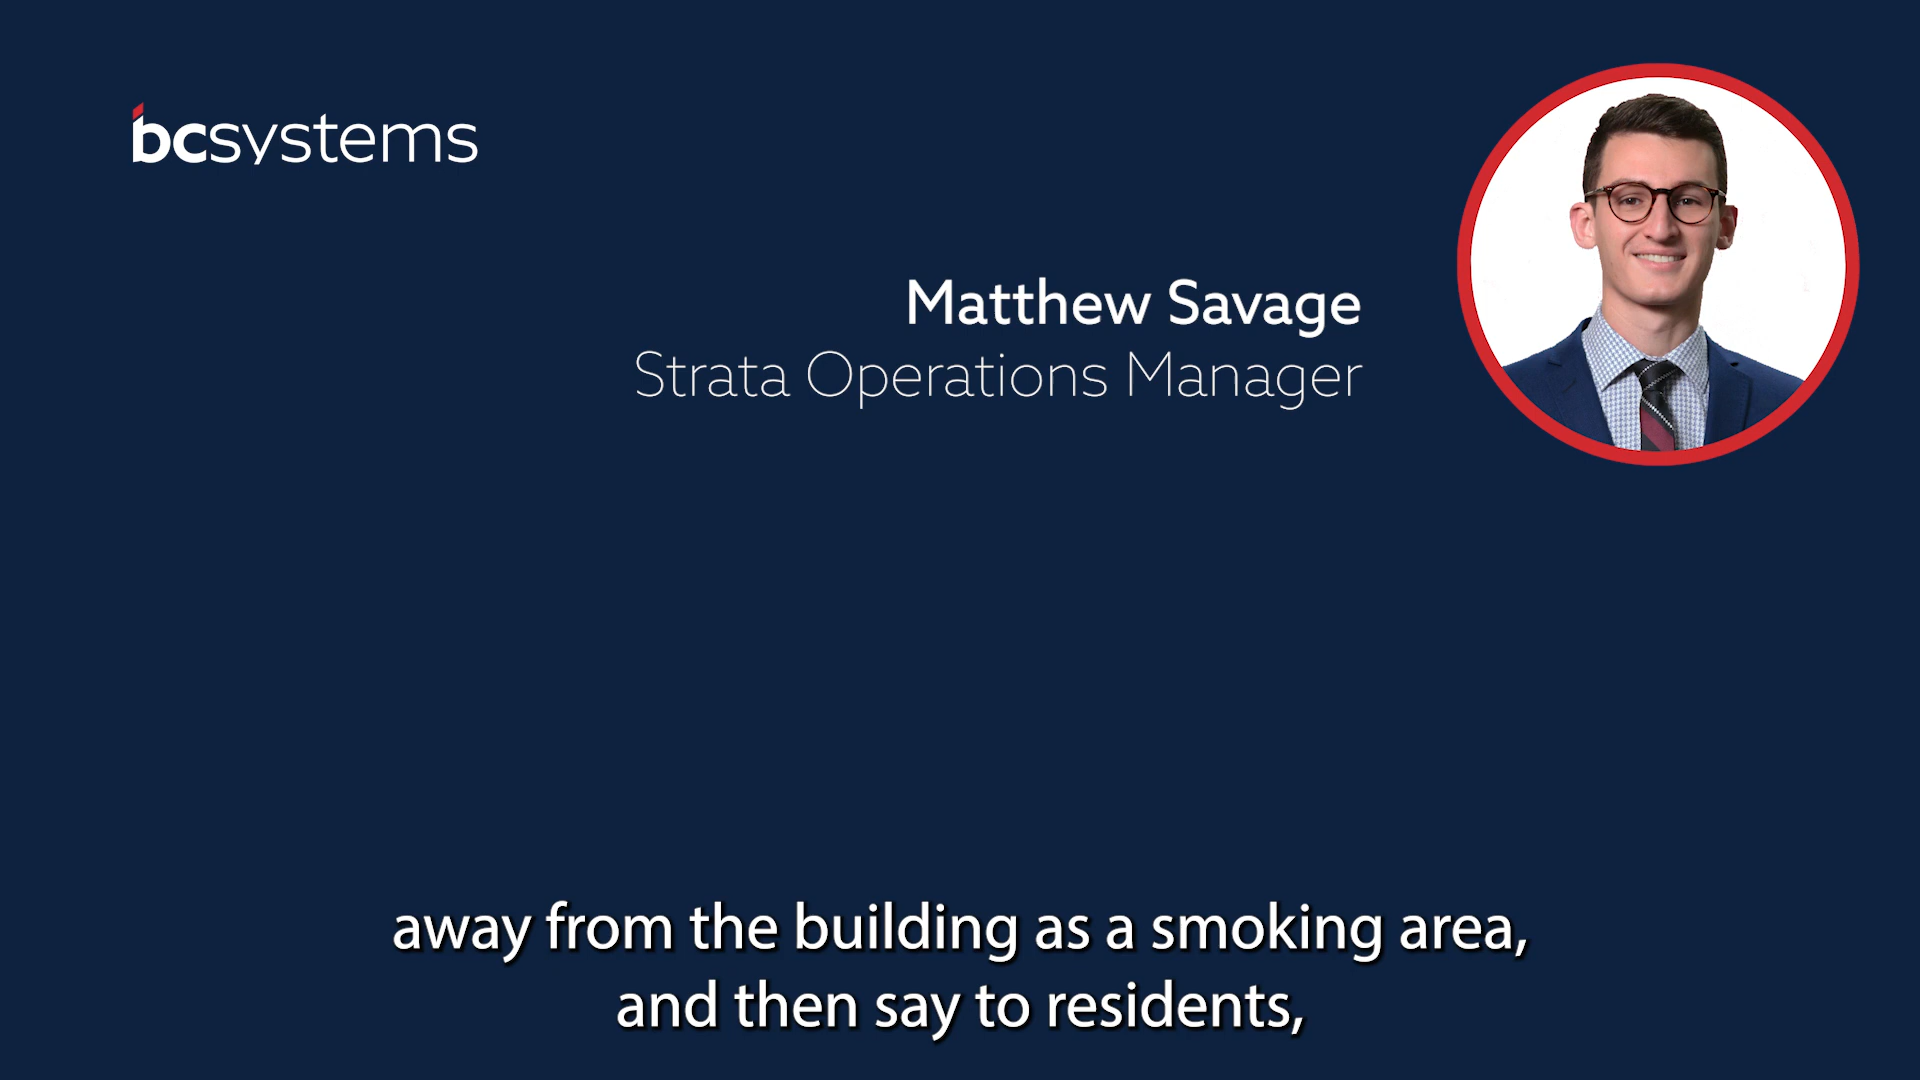 bcsystems
Matthew Savage
Strata Operations Manager
away from the building as a smoking area,
and then say to residents,